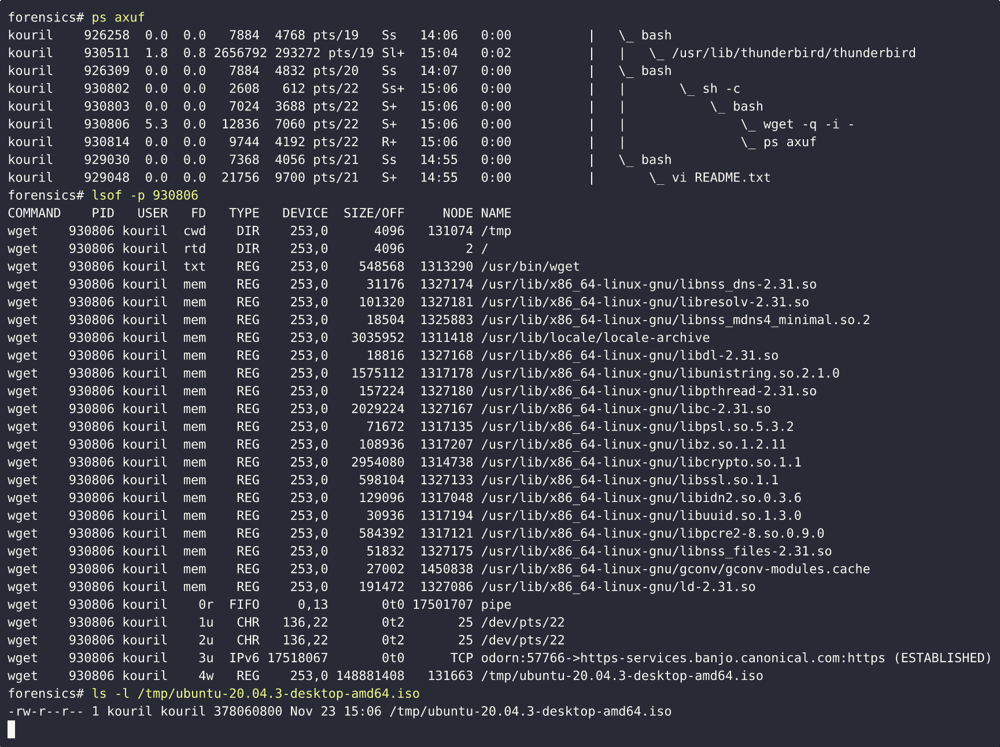 forensics# ps axuf
kouril    926258  0.0  0.0   7884  4768 pts/19   Ss   14:06   0:00          |   \_ bash
kouril    930511  1.8  0.8 2656792 293272 pts/19 Sl+  15:04   0:02          |   |   \_ /usr/lib/thunderbird/thunderbird
kouril    926309  0.0  0.0   7884  4832 pts/20   Ss   14:07   0:00          |   \_ bash
kouril    930802  0.0  0.0   2608   612 pts/22   Ss+  15:06   0:00          |   |       \_ sh -c
kouril    930803  0.0  0.0   7024  3688 pts/22   S+   15:06   0:00          |   |           \_ bash
kouril    930806  5.3  0.0  12836  7060 pts/22   S+   15:06   0:00          |   |               \_ wget -q -i -
kouril    930814  0.0  0.0   9744  4192 pts/22   R+   15:06   0:00          |   |               \_ ps axuf
kouril    929030  0.0  0.0   7368  4056 pts/21   Ss   14:55   0:00          |   \_ bash
kouril    929048  0.0  0.0  21756  9700 pts/21   S+   14:55   0:00          |       \_ vi README.txt
forensics# lsof -p 930806
COMMAND    PID   USER   FD   TYPE   DEVICE  SIZE/OFF     NODE NAME
wget    930806 kouril  cwd    DIR    253,0      4096   131074 /tmp
wget    930806 kouril  rtd    DIR    253,0      4096        2 /
wget    930806 kouril  txt    REG    253,0    548568  1313290 /usr/bin/wget
wget    930806 kouril  mem    REG    253,0     31176  1327174 /usr/lib/x86_64-linux-gnu/libnss_dns-2.31.so
wget    930806 kouril  mem    REG    253,0    101320  1327181 /usr/lib/x86_64-linux-gnu/libresolv-2.31.so
wget    930806 kouril  mem    REG    253,0     18504  1325883 /usr/lib/x86_64-linux-gnu/libnss_mdns4_minimal.so.2
wget    930806 kouril  mem    REG    253,0   3035952  1311418 /usr/lib/locale/locale-archive
wget    930806 kouril  mem    REG    253,0     18816  1327168 /usr/lib/x86_64-linux-gnu/libdl-2.31.so
wget    930806 kouril  mem    REG    253,0   1575112  1317178 /usr/lib/x86_64-linux-gnu/libunistring.so.2.1.0
wget    930806 kouril  mem    REG    253,0    157224  1327180 /usr/lib/x86_64-linux-gnu/libpthread-2.31.so
wget    930806 kouril  mem    REG    253,0   2029224  1327167 /usr/lib/x86_64-linux-gnu/libc-2.31.so
wget    930806 kouril  mem    REG    253,0     71672  1317135 /usr/lib/x86_64-linux-gnu/libpsl.so.5.3.2
wget    930806 kouril  mem    REG    253,0    108936  1317207 /usr/lib/x86_64-linux-gnu/libz.so.1.2.11
wget    930806 kouril  mem    REG    253,0   2954080  1314738 /usr/lib/x86_64-linux-gnu/libcrypto.so.1.1
wget    930806 kouril  mem    REG    253,0    598104  1327133 /usr/lib/x86_64-linux-gnu/libssl.so.1.1
wget    930806 kouril  mem    REG    253,0    129096  1317048 /usr/lib/x86_64-linux-gnu/libidn2.so.0.3.6
wget    930806 kouril  mem    REG    253,0     30936  1317194 /usr/lib/x86_64-linux-gnu/libuuid.so.1.3.0
wget    930806 kouril  mem    REG    253,0    584392  1317121 /usr/lib/x86_64-linux-gnu/libpcre2-8.so.0.9.0
wget    930806 kouril  mem    REG    253,0     51832  1327175 /usr/lib/x86_64-linux-gnu/libnss_files-2.31.so
wget    930806 kouril  mem    REG    253,0     27002  1450838 /usr/lib/x86_64-linux-gnu/gconv/gconv-modules.cache
wget    930806 kouril  mem    REG    253,0    191472  1327086 /usr/lib/x86_64-linux-gnu/ld-2.31.so
wget    930806 kouril    0r  FIFO     0,13       0t0 17501707 pipe
wget    930806 kouril    1u   CHR   136,22       0t2       25 /dev/pts/22
wget    930806 kouril    2u   CHR   136,22       0t2       25 /dev/pts/22
wget    930806 kouril    3u  IPv6 17518067       0t0      TCP odorn:57766->https-services.banjo.canonical.com:https (ESTABLISHED)
wget    930806 kouril    4w   REG    253,0 148881408   131663 /tmp/ubuntu-20.04.3-desktop-amd64.iso
forensics# ls -l /tmp/ubuntu-20.04.3-desktop-amd64.iso
-rw-r--r-- 1 kouril kouril 378060800 Nov 23 15:06 /tmp/ubuntu-20.04.3-desktop-amd64.iso